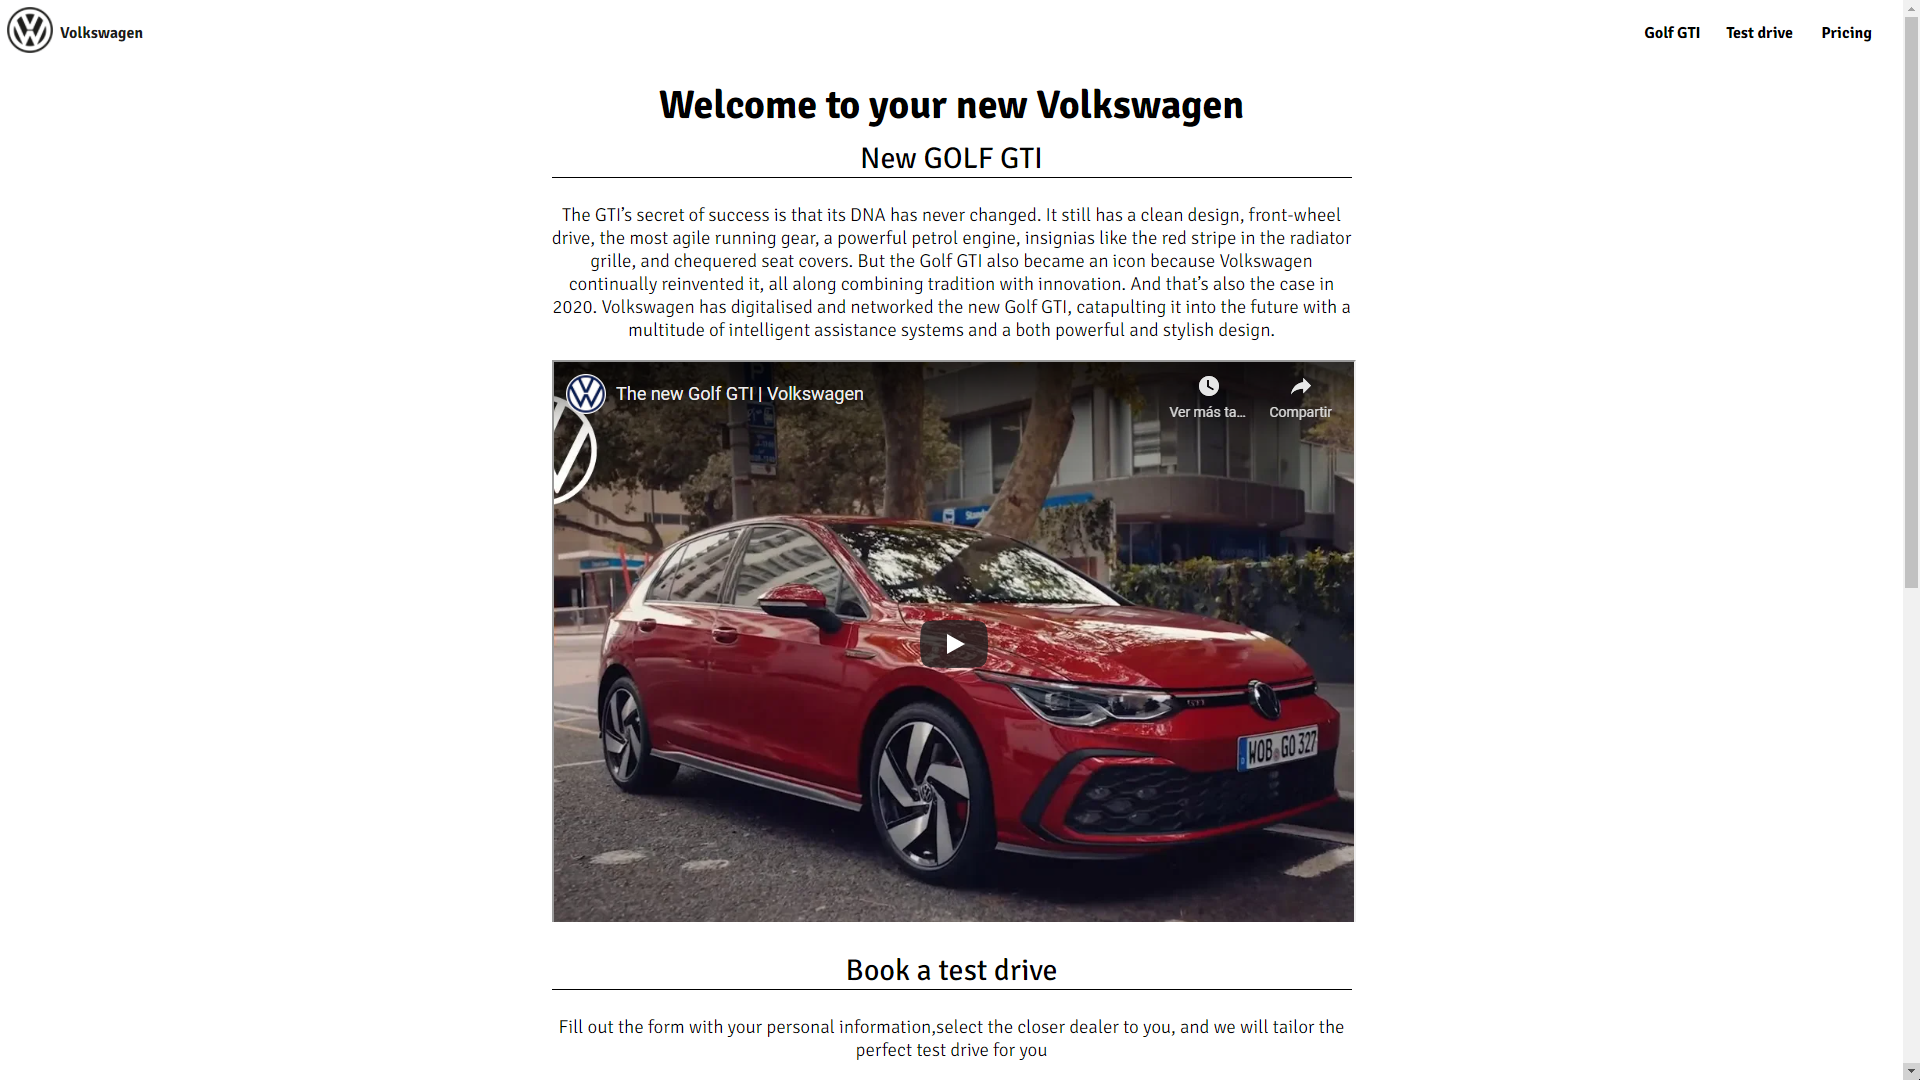 Volkswagen
Golf GTI
Test drive
Pricing
Welcome to your new Volkswagen
New GOLF GTI
The GTI’s secret of success is that its DNA has never changed. It still has a clean design, front-wheel
drive, the most agile running gear, a powerful petrol engine, insignias like the red stripe in the radiator
grille, and chequered seat covers. But the Golf GTI also became an icon because Volkswagen
continually reinvented it, all along combining tradition with innovation. And that’s also the case in
2020. Volkswagen has digitalised and networked the new Golf GTI, catapulting it into the future with a
multitude of intelligent assistance systems and a both powerful and stylish design.
The new Golf GTI | Volkswagen
Ver más ta...
Compartir
GTI
WOB GO 327
Book a test drive
Fill out the form with your personal information,select the closer dealer to you, and we will tailor the
perfect test drive for you